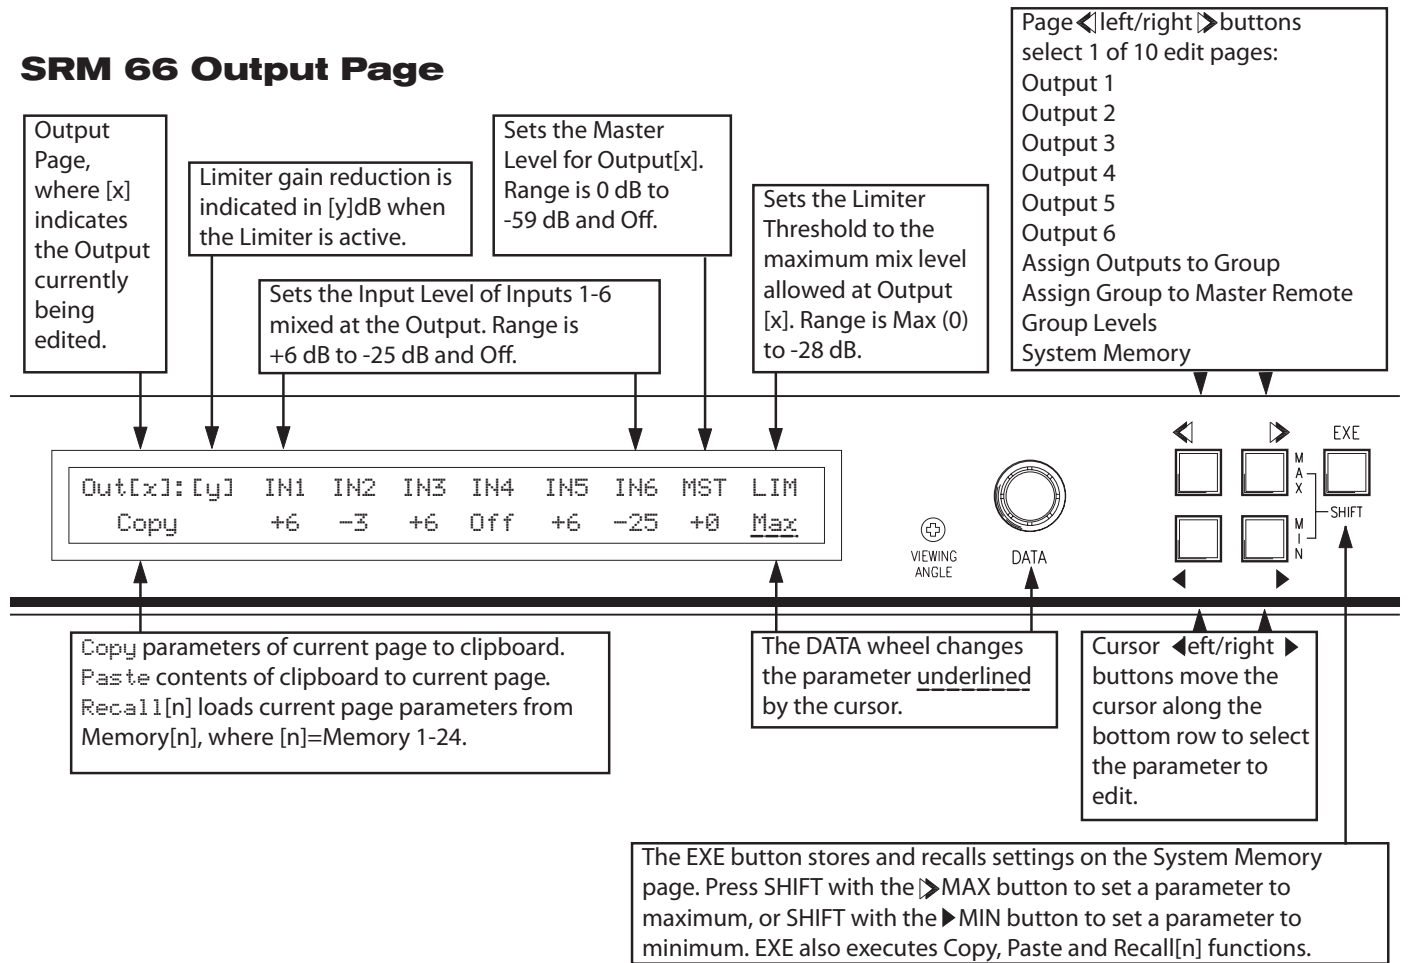 SRM 66 Output Page
Output
Page,
where [x]
indicates
the Output
currently
being
edited.
Limiter gain reduction is
indicated in [y]dB when
the Limiter is active.
Sets the Input Level of Inputs 1-6
mixed at the Output. Range is
+6 dB to -25 dB and Off.
Sets the Master
Level for Output[x].
Range is 0 dB to
-59 dB and Off.
Sets the Limiter
Threshold to the
maximum mix level
allowed at Output
[x]. Range is Max (0)
to -28 dB.
Page left/right buttons
select 1 of 10 edit pages:
Output 1
Output 2
Output 3
Output 4
Output 5
Output 6
Assign Outputs to Group
Assign Group to Master Remote
Group Levels
System Memory
Out[x]:[y] IN1 IN2 IN3 IN4 IN5 IN6 MST LIM
Copy +6 -3 +6 Off +6 -25 +0 Max
VIEWING
ANGLE
DATA
EXE
MAX
SHIFT
MIN
Copy parameters of current page to clipboard.
Paste contents of clipboard to current page.
Recall[n] loads current page parameters from
Memory[n], where [n]=Memory 1-24.
The DATA wheel changes
the parameter underlined
by the cursor.
Cursor ◀eft/right ▶
buttons move the
cursor along the
bottom row to select
the parameter to
edit.
The EXE button stores and recalls settings on the System Memory
page. Press SHIFT with the MAX button to set a parameter to
maximum, or SHIFT with the ▶MIN button to set a parameter to
minimum. EXE also executes Copy, Paste and Recall[n] functions.